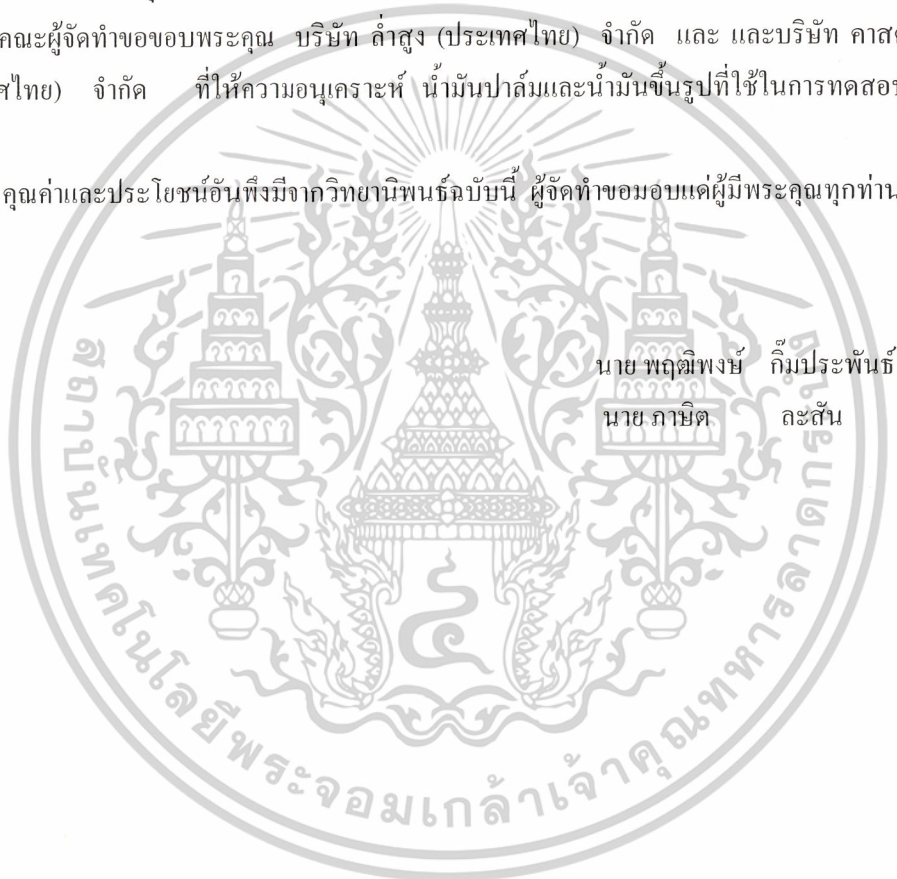 คณะผู้จัดทำขอขอบพระคุณ บริษัท ล่ำสูง (ประเทศไทย) จำกัด และ และบริษัท คาส
ศไทย) จำกัด ที่ให้ความอนุเคราะห์ น้ำมันปาล์มและน้ำมันขึ้นรูปที่ใช้ในการทดสอบ
คุณค่าและประโยชน์อันพึงมีจากวิทยานิพนธ์ฉบับนี้ ผู้จัดทำขอมอบแด่ผู้มีพระคุณทุกท่าน
นาย พฤฒิพงษ์ กิ๊มประพันธ์
นาย ภาษิต ละสัน
สถาบันเทคโนโลยีพระจอมเกล้าเจ้าคุณทหารลาดกระบัง